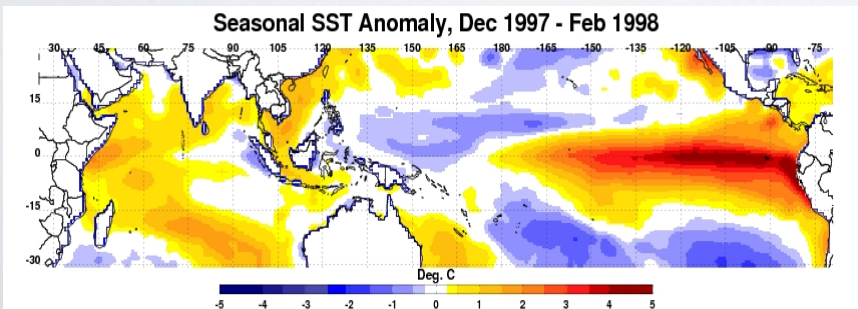 Seasonal SST Anomaly, Dec 1997 - Feb 1998
30 45 60 75 90 105 120 135 150 165 -180 -165 -150 -135 -120 -105 -90 -75
15
0
-15
-30
Deg. C
-5 -4 -3 -2 -1 0 1 2 3 4 5